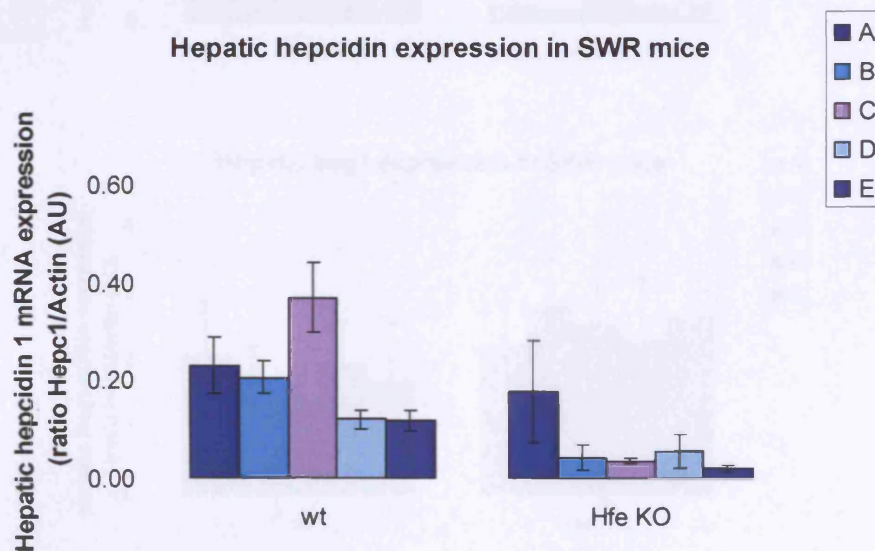 Hepatic hepcidin expression in SWR mice
A
B
C
D
E
Hepatic hepcidin 1 mRNA expression
(ratio Hepc1/Actin (AU)
0.60
0.40
0.20
0.00
wt
Hfe KO